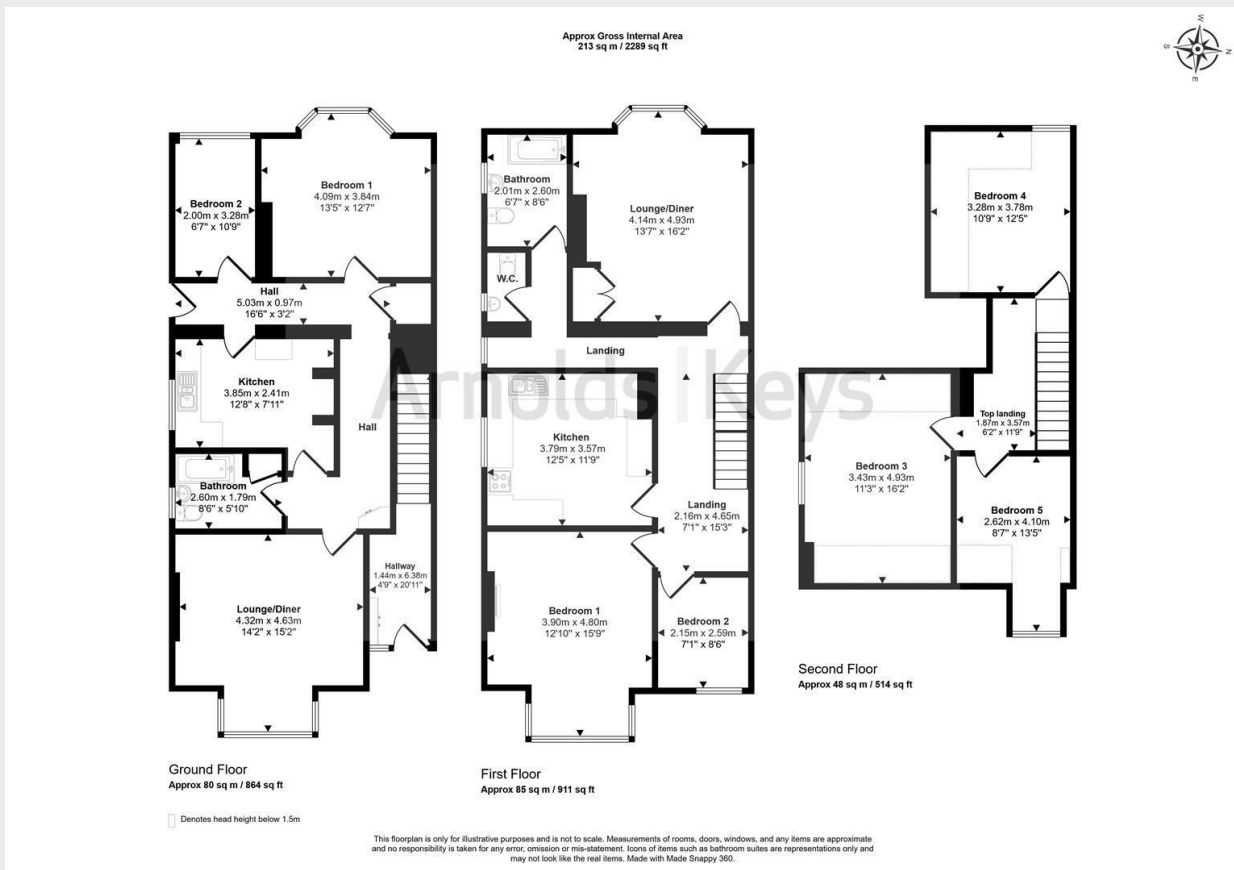 Approx Gross Internal Area
213 sq m / 2289 sq ft
W
S
N
E
Bedroom 2
2.00m x 3.28m
6'7" x 10'9"
Bedroom 1
4.09m x 3.84m
13'5" x 12'7"
Hall
5.03m x 0.97m
16'6" x 3'2"
Kitchen
3.85m x 2.41m
12'8" x 7'11"
Hall
Bathroom
2.60m x 1.79m
8'6" x 5'10"
Hallway
1.44m x 6.38m
4'9" x 20'11"
Lounge/Diner
4.32m x 4.63m
14'2" x 15'2"
Ground Floor
Approx 80 sq m / 864 sq ft
Denotes head height below 1.5m
Bathroom
2.01m x 2.60m
6'7" x 8'6"
Lounge/Diner
4.14m x 4.93m
13'7" x 16'2"
W.C.
Landing
Arnolds | Keys
Kitchen
3.79m x 3.57m
12'5" x 11'9"
Landing
2.16m x 4.65m
7'1" x 15'3"
Bedroom 1
3.90m x 4.80m
12'10" x 15'9"
Bedroom 2
2.15m x 2.59m
7'1" x 8'6"
First Floor
Approx 85 sq m / 911 sq ft
Bedroom 4
3.28m x 3.78m
10'9" x 12'5"
Top landing
1.87m x 3.57m
6'2" x 11'9"
Bedroom 3
3.43m x 4.93m
11'3" x 16'2"
Bedroom 5
2.62m x 4.10m
8'7" x 13'5"
Second Floor
Approx 48 sq m / 514 sq ft
This floorplan is only for illustrative purposes and is not to scale. Measurements of rooms, doors, windows, and any items are approximate
and no responsibility is taken for any error, omission or mis-statement. Icons of items such as bathroom suites are representations only and
may not look like the real items. Made with Made Snappy 360.